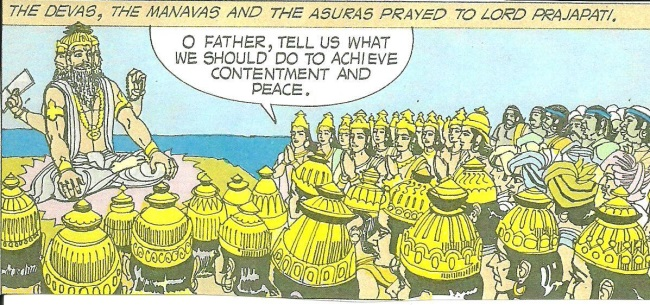 THE DEVAS, THE MANAVAS AND THE ASURAS PRAYED TO LORD PRAJAPATI.
O FATHER, TELL US WHAT
WE SHOULD DO TO ACHIEVE
CONTENTMENT AND
PEACE.